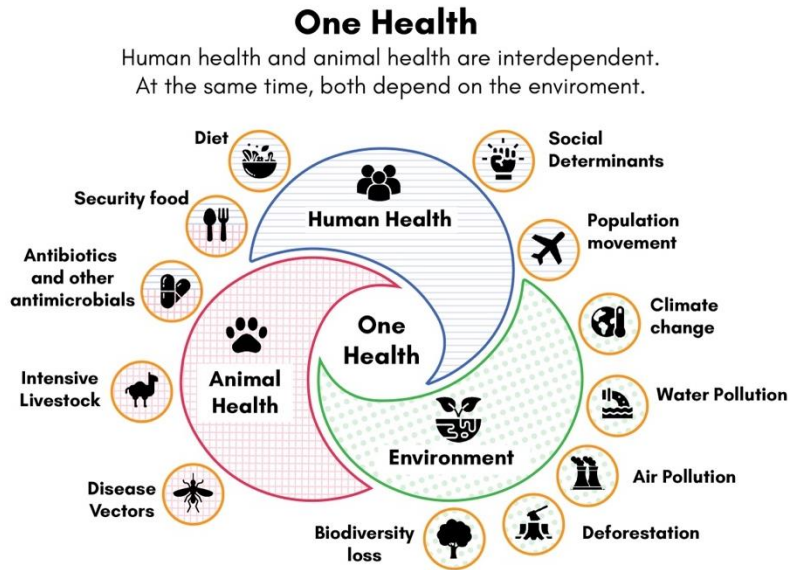 One Health
Human health and animal health are interdependent.
At the same time, both depend on the enviroment.
Diet
Security food
Antibiotics
and other
antimicrobials
Intensive
Livestock
Disease
Vectors
Human Health
One
Health
Animal
Health
Environment
Social
Determinants
Population
movement
Climate
change
Water Pollution
Air Pollution
Deforestation
Biodiversity
loss